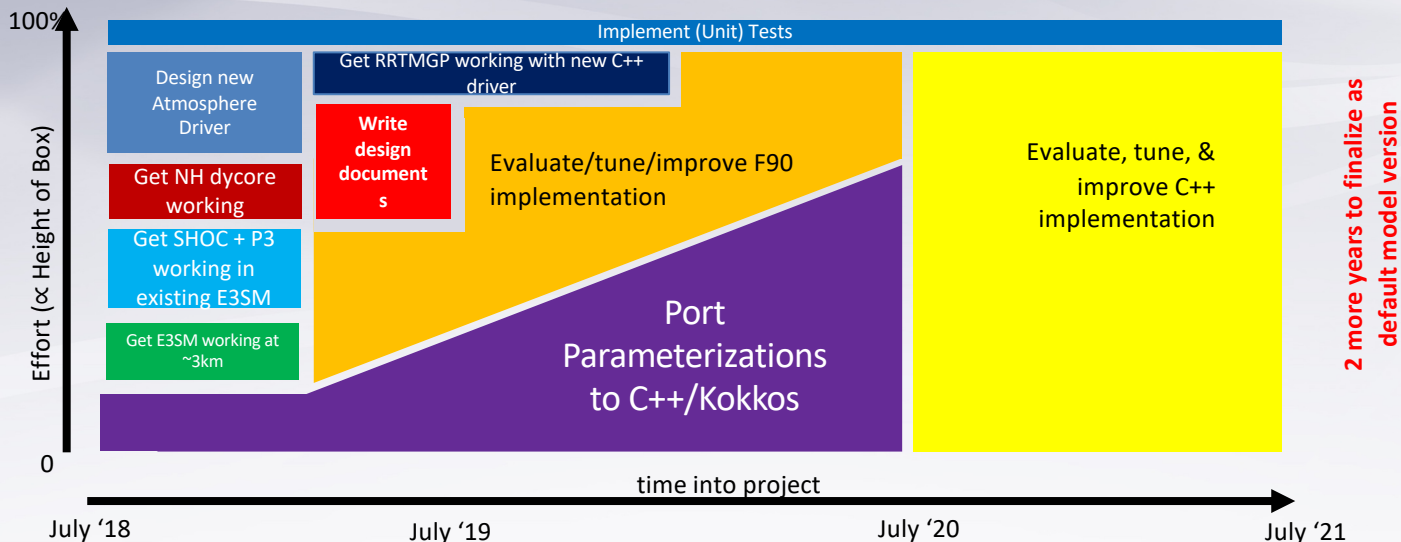 100%
Implement (Unit) Tests
Design new
Atmosphere
Driver
Get RRTMGP working with new C++
driver
Write
design
document
s
Get NH dycore
working
Evaluate/tune/improve F90
implementation
Evaluate, tune, &
improve C++
implementation
Get SHOC + P3
working in
existing E3SM
Get E3SM working at
~3km
Port
Parameterizations
to C++/Kokkos
2 more years to finalize as
default model version
Effort (∝ Height of Box)
0
time into project
July ‘18
July ‘19
July ‘20
July ‘21